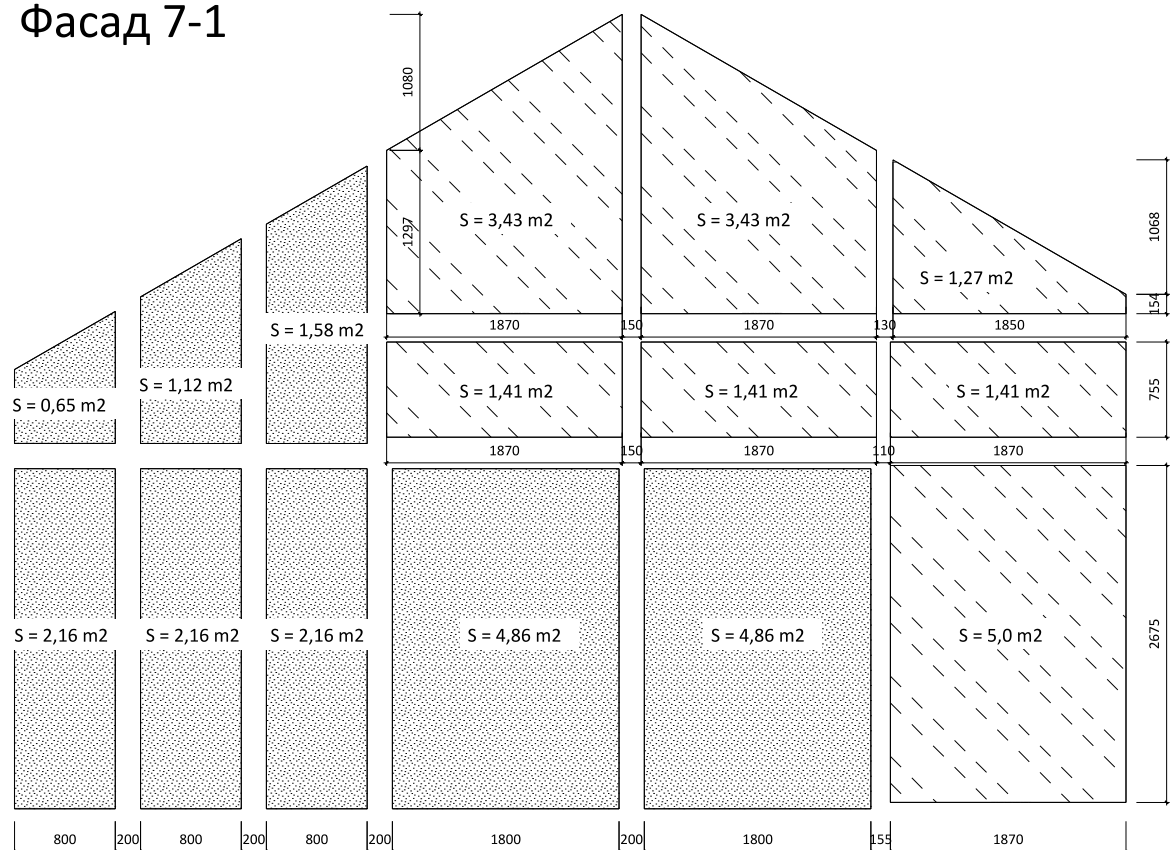 Фасад 7-1
1080
1297
1068
154
S = 3,43 m2
S = 3,43 m2
S = 1,27 m2
S = 1,58 m2
1870
150
1870
130
1850
S = 0,65 m2
S = 1,12 m2
S = 1,41 m2
S = 1,41 m2
S = 1,41 m2
755
1870
150
1870
110
1870
S = 2,16 m2
S = 2,16 m2
S = 2,16 m2
S = 4,86 m2
S = 4,86 m2
S = 5,0 m2
2675
800
200
800
200
800
200
1800
200
1800
155
1870